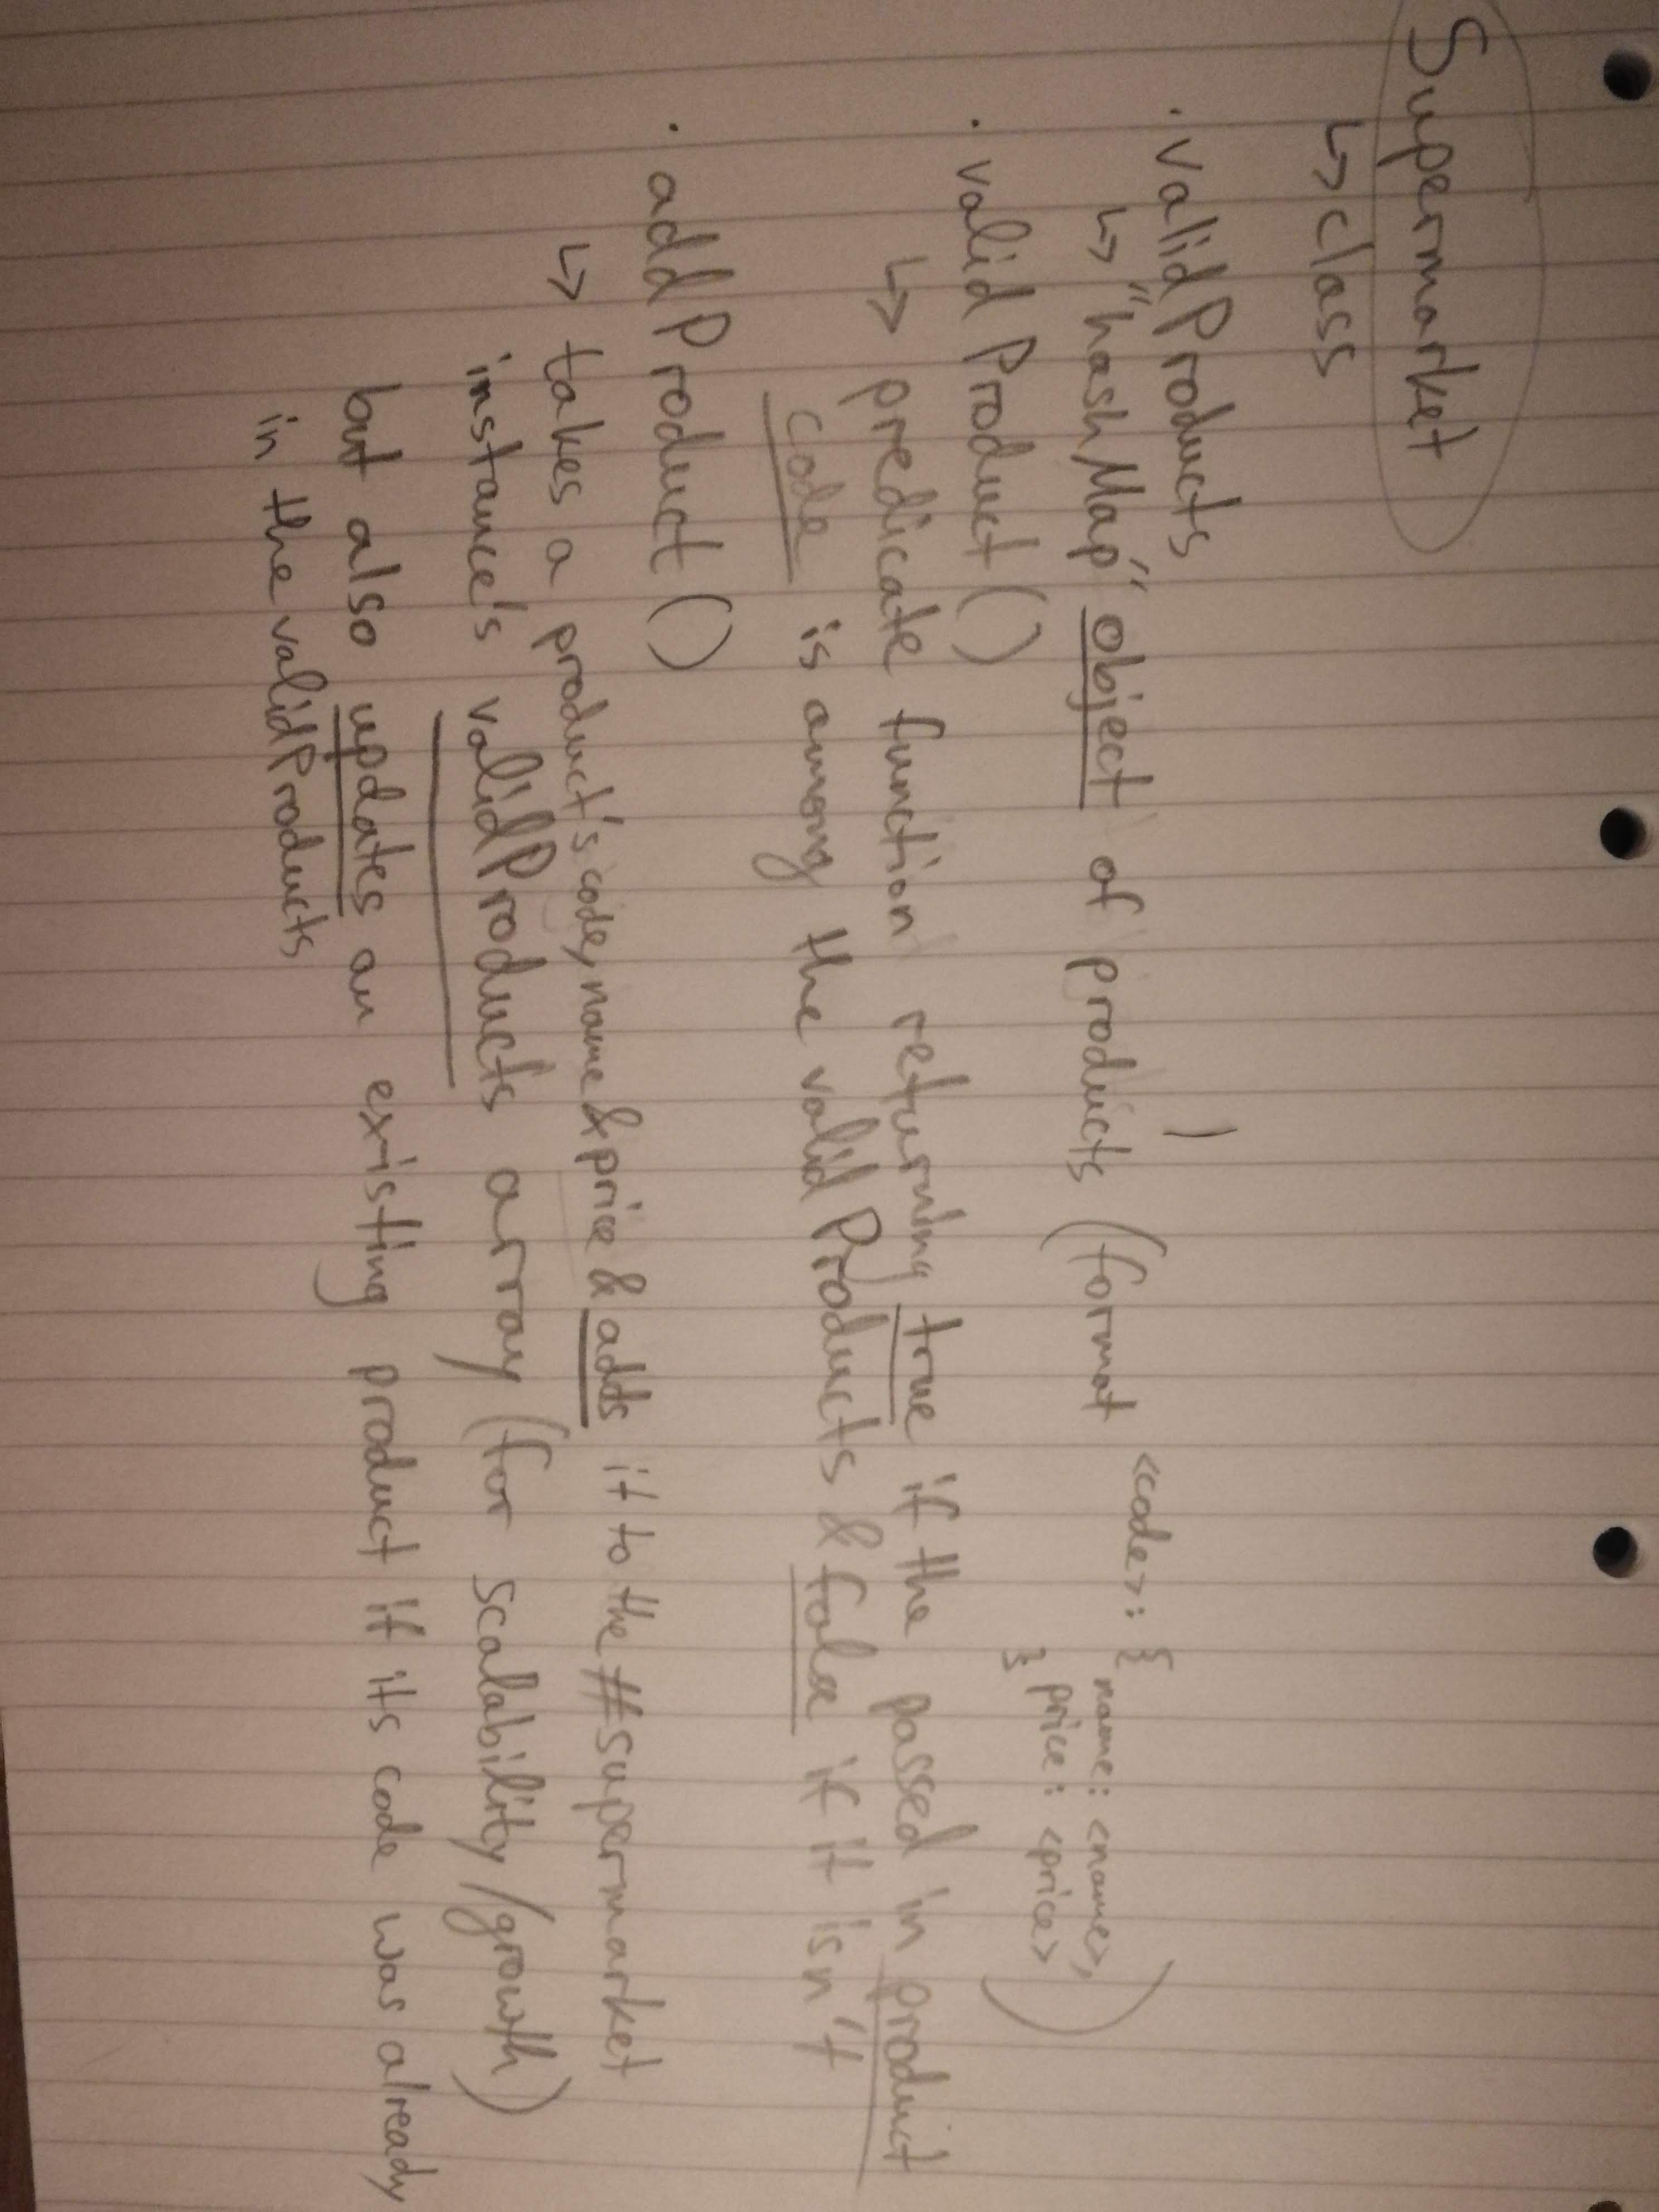 Supermarket
↳ class
· validProducts
↳ "hashMap" object of products (format <code>: {
name: <name>,
price: <price>
})
· validProduct()
↳ predicate function returning true if the passed in product
code is among the validProducts & false if it isn't
· addProduct()
↳ takes a product's code, name & price & adds it to the #supermarket
instance's validProducts array (for scalability/growth)
but also updates an existing product if its code was already
in the validProducts